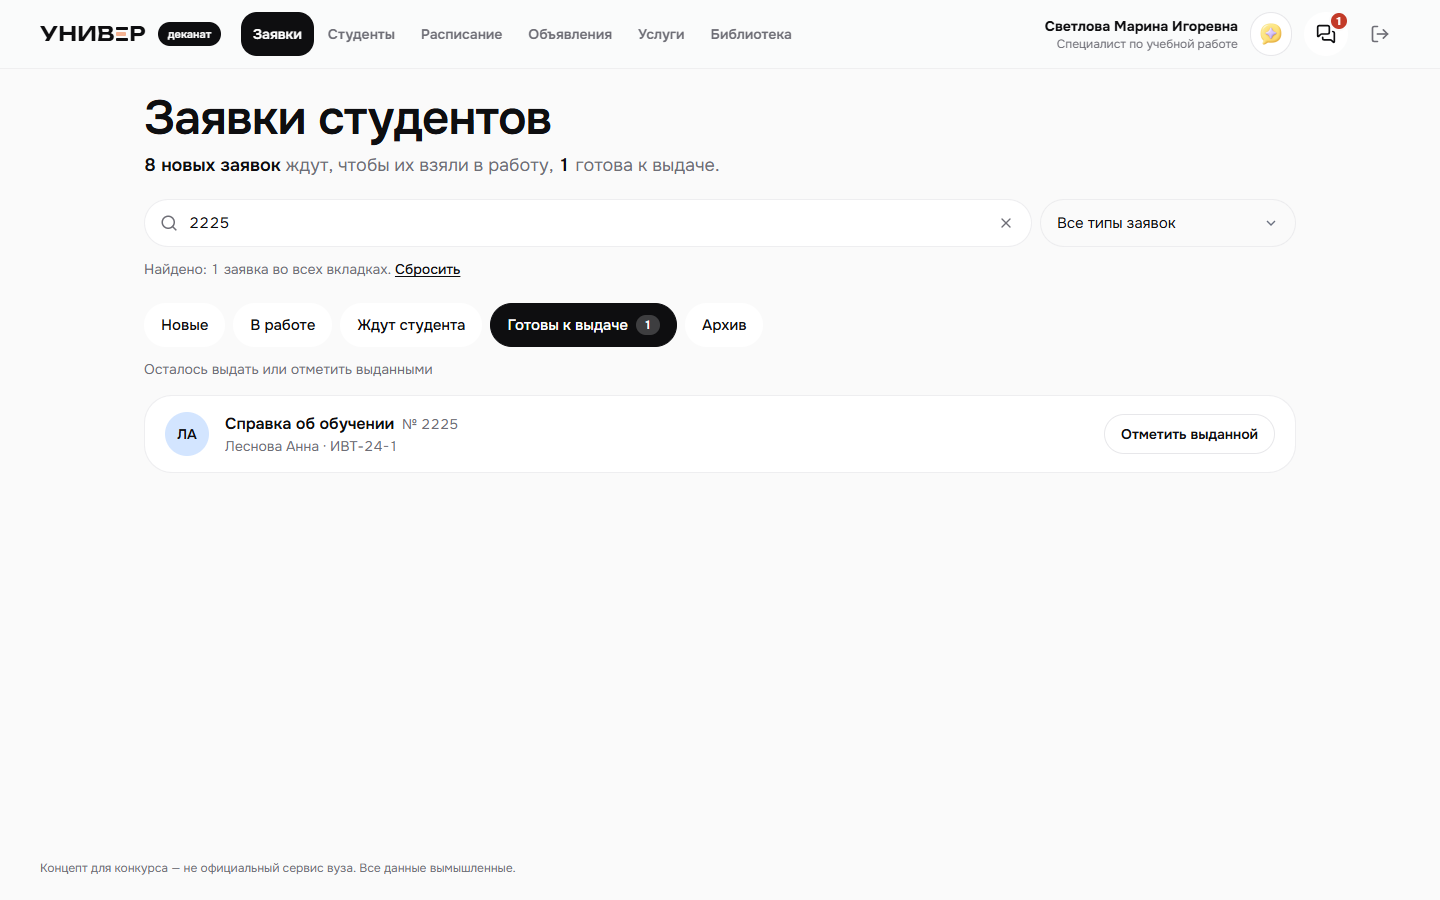 УНИВЕР деканат Заявки Студенты Расписание Объявления Услуги Библиотека
Светлова Марина Игоревна
Специалист по учебной работе
1
Заявки студентов
8 новых заявок ждут, чтобы их взяли в работу, 1 готова к выдаче.
2225
Все типы заявок
Найдено: 1 заявка во всех вкладках. Сбросить
Новые В работе Ждут студента Готовы к выдаче 1 Архив
Осталось выдать или отметить выданными
ЛА
Справка об обучении № 2225
Леснова Анна · ИВТ-24-1
Отметить выданной
Концепт для конкурса — не официальный сервис вуза. Все данные вымышленные.